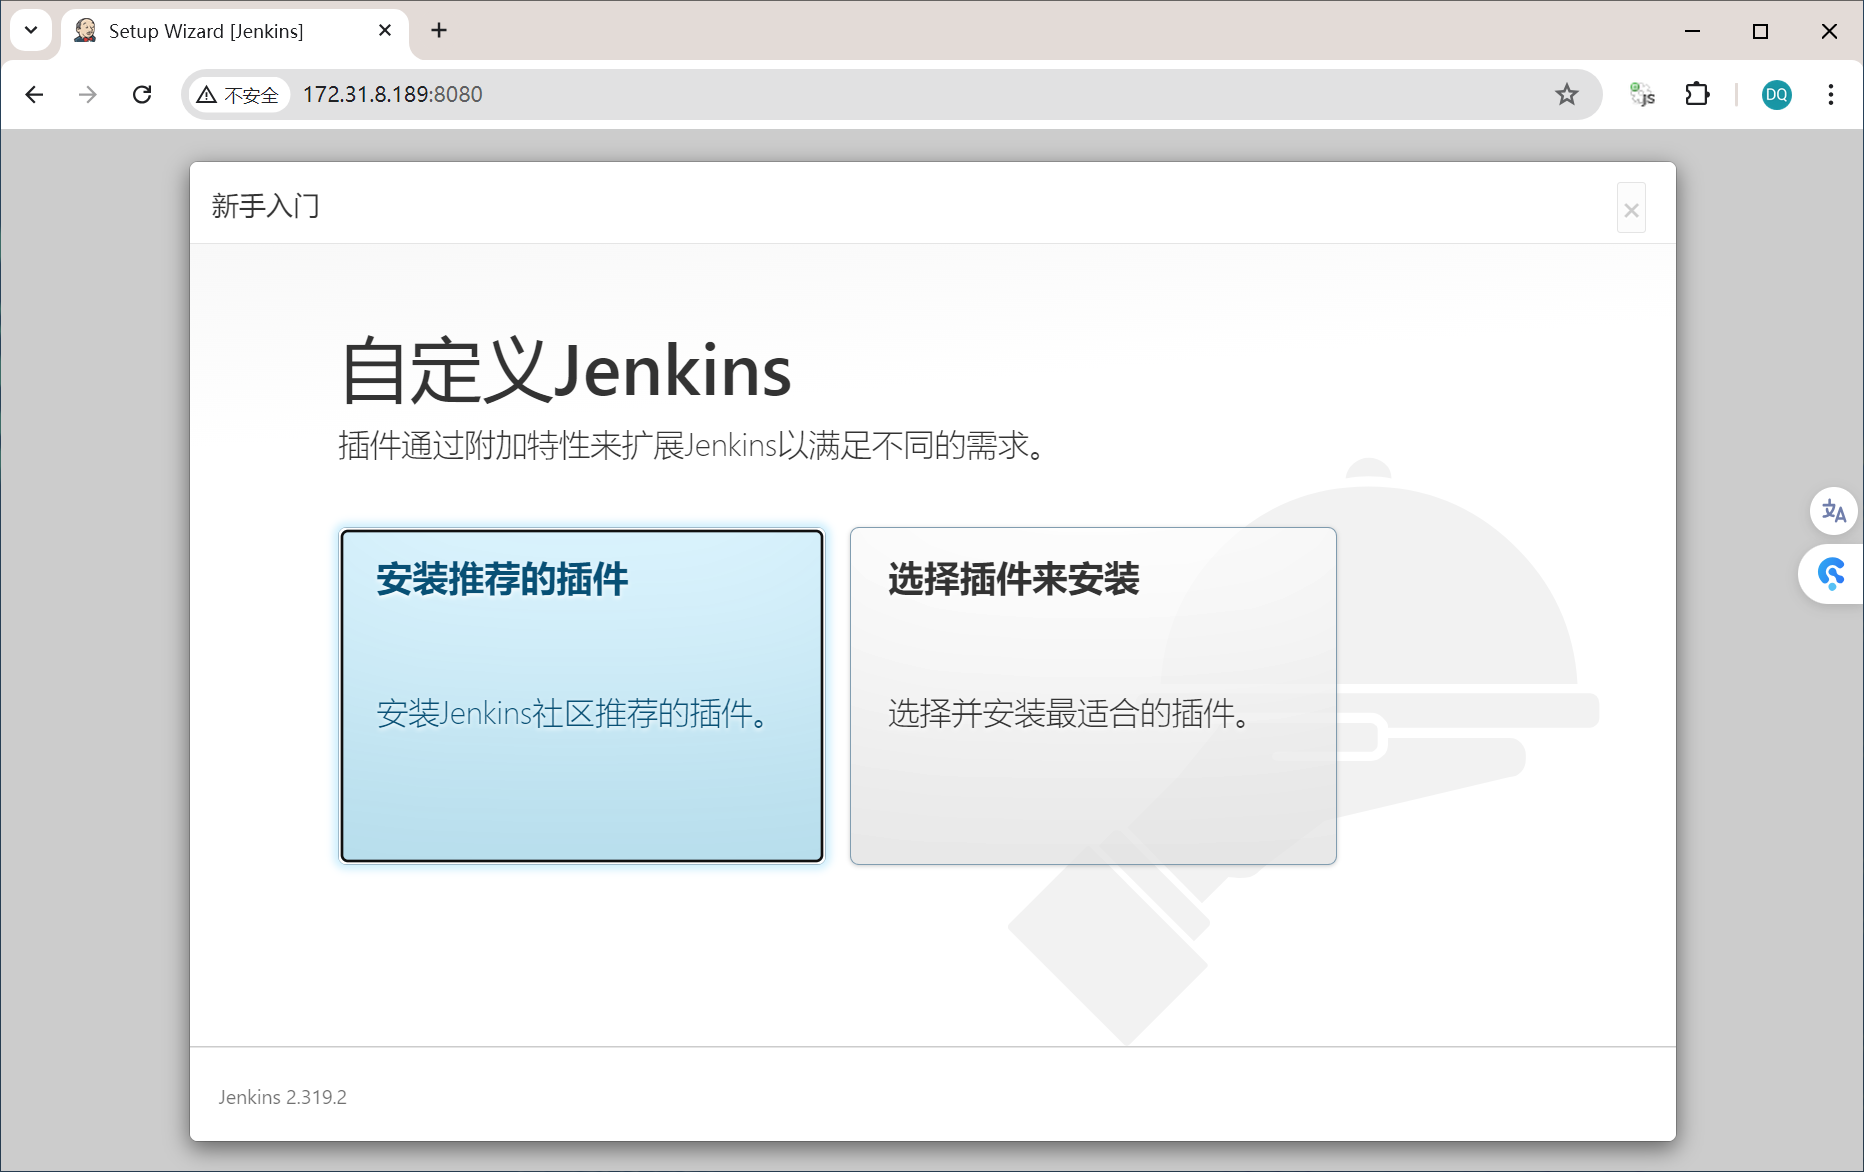 Setup Wizard [Jenkins]
不安全
172.31.8.189:8080
JS
DQ
新手入门
自定义Jenkins
插件通过附加特性来扩展Jenkins以满足不同的需求。
安装推荐的插件
选择插件来安装
安装Jenkins社区推荐的插件。
选择并安装最适合的插件。
文A
Jenkins 2.319.2